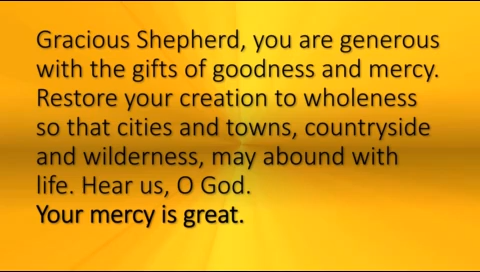 Gracious Shepherd, you are generous
with the gifts of goodness and mercy.
Restore your creation to wholeness
so that cities and towns, countryside
and wilderness, may abound with
life. Hear us, O God.
Your mercy is great.